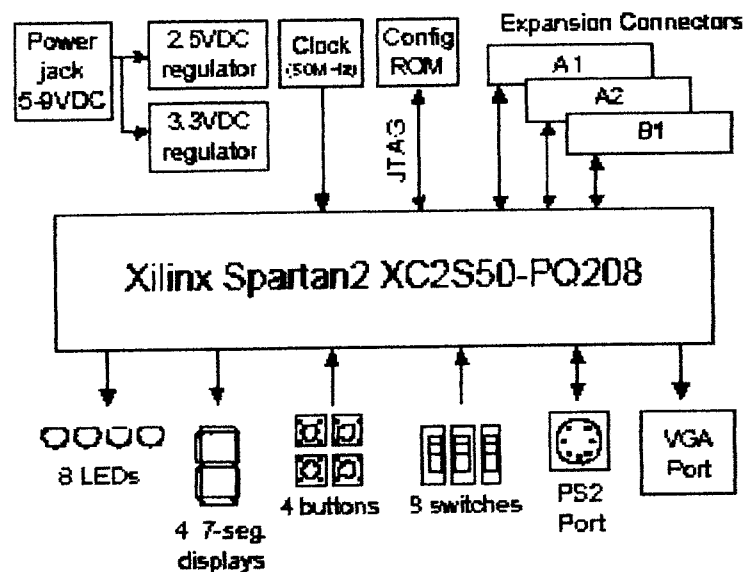 Expansion Connectors
Power
jack
5-9VDC
2.5VDC
regulator
3.3VDC
regulator
Clock
(50MHz)
Config
ROM
JTAG
A1
A2
B1
Xilinx Spartan2 XC2S50-PQ208
8 LEDs
4 7-seg.
displays
4 buttons
8 switches
PS2
Port
VGA
Port